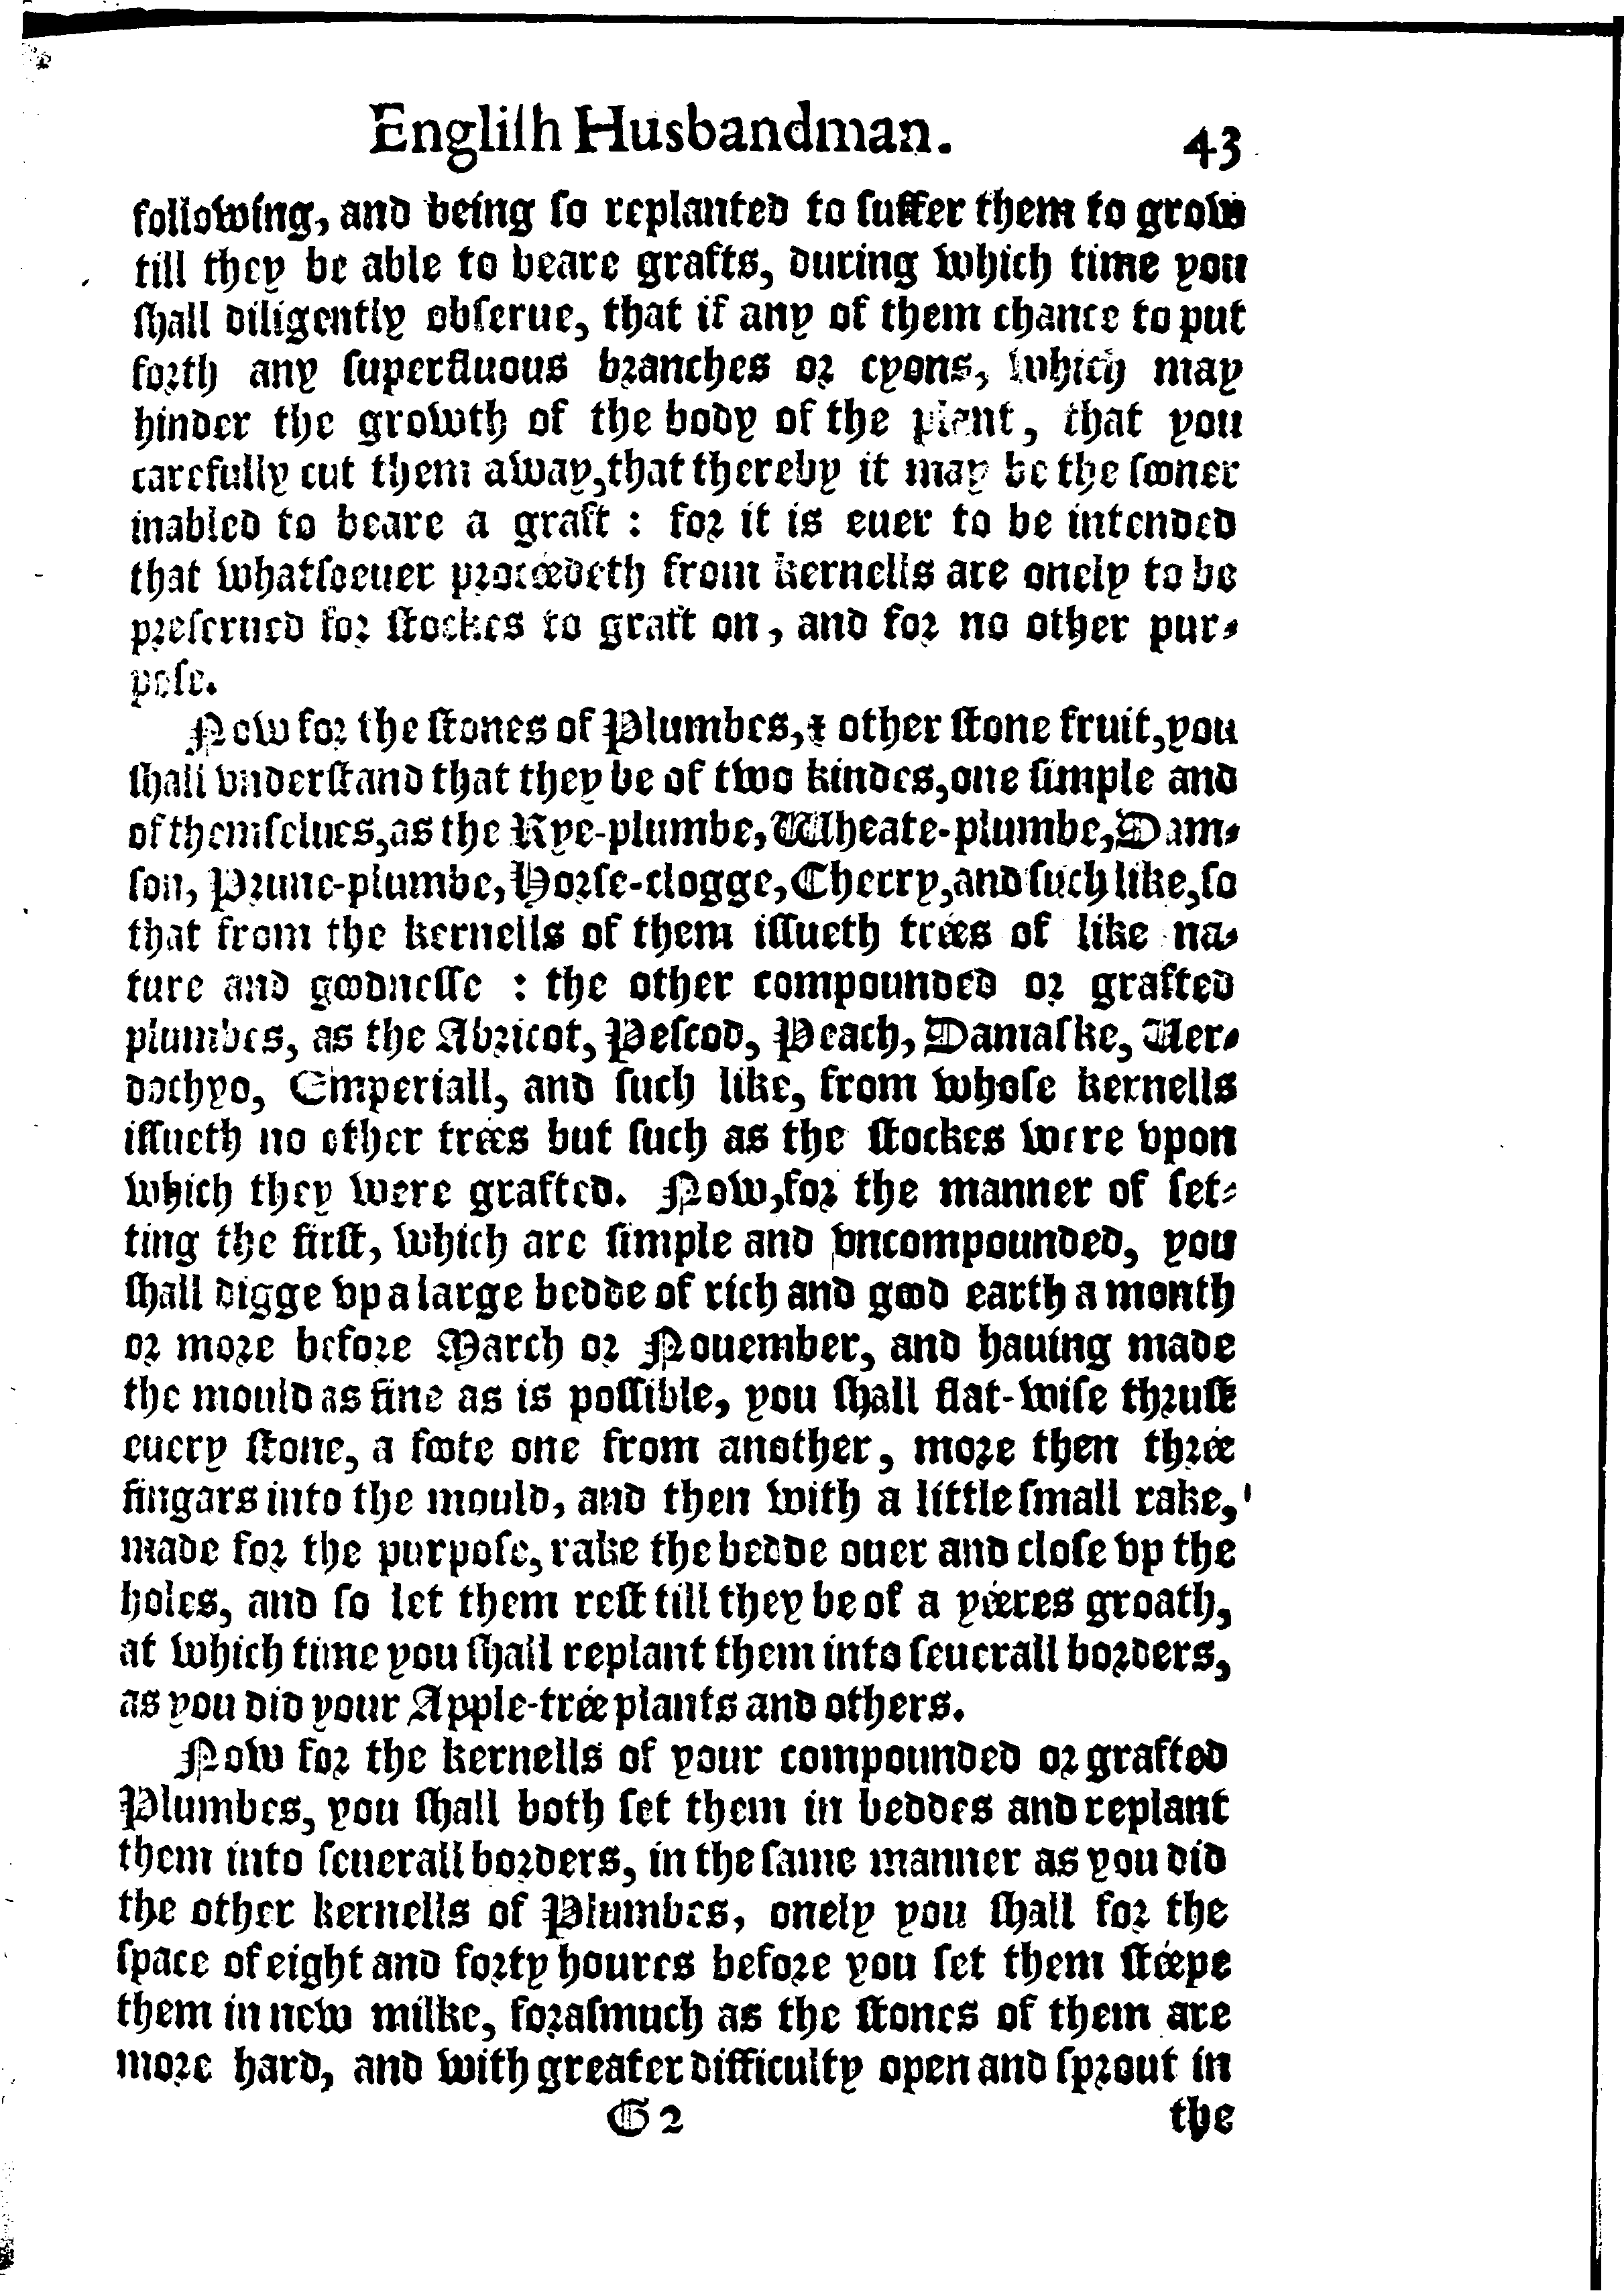 Engliſh Husbandman. 43
following, and being ſo replanted to ſuffer them to grow
till they be able to beare grafts, during which time you
ſhall diligently obſerue, that if any of them chance to put
forth any ſuperfluous branches or cyons, which may
hinder the growth of the body of the plant, that you
carefully cut them away, that thereby it may be the ſooner
inabled to beare a graft : for it is euer to be intended
that whatſoeuer proceedeth from kernells are onely to be
preſerued for ſtockes to graft on, and for no other pur-
poſe.
Now for the ſtones of Plumbes, & other ſtone fruit, you
ſhall vnderſtand that they be of two kindes, one ſimple and
of themſelues, as the Rye-plumbe, Wheate-plumbe, Dam-
ſon, Prune-plumbe, Horſe-clogge, Cherry, and ſuch like, ſo
that from the kernells of them iſſueth trees of like na-
ture and goodneſſe : the other compounded or grafted
plumbes, as the Abricot, Peſcod, Peach, Damaſke, Uer-
dochyo, Emperiall, and ſuch like, from whoſe kernells
iſſueth no other trees but ſuch as the ſtockes were vpon
which they were grafted. Now, for the manner of ſet-
ting the firſt, which are ſimple and vncompounded, you
ſhall digge vp a large bedde of rich and good earth a month
or more before March or Nouember, and hauing made
the mould as fine as is poſſible, you ſhall flat-wiſe thruſt
euery ſtone, a foote one from another, more then three
fingars into the mould, and then with a little ſmall rake,
made for the purpoſe, rake the bedde ouer and cloſe vp the
holes, and ſo let them reſt till they be of a yeeres groath,
at which time you ſhall replant them into ſeuerall borders,
as you did your Apple-tree plants and others.
Now for the kernells of your compounded or grafted
Plumbes, you ſhall both ſet them in beddes and replant
them into ſeuerall borders, in the ſame manner as you did
the other kernells of Plumbes, onely you ſhall for the
ſpace of eight and forty houres before you ſet them ſteepe
them in new milke, foraſmuch as the ſtones of them are
more hard, and with greater difficulty open and ſprout in
G 2 the